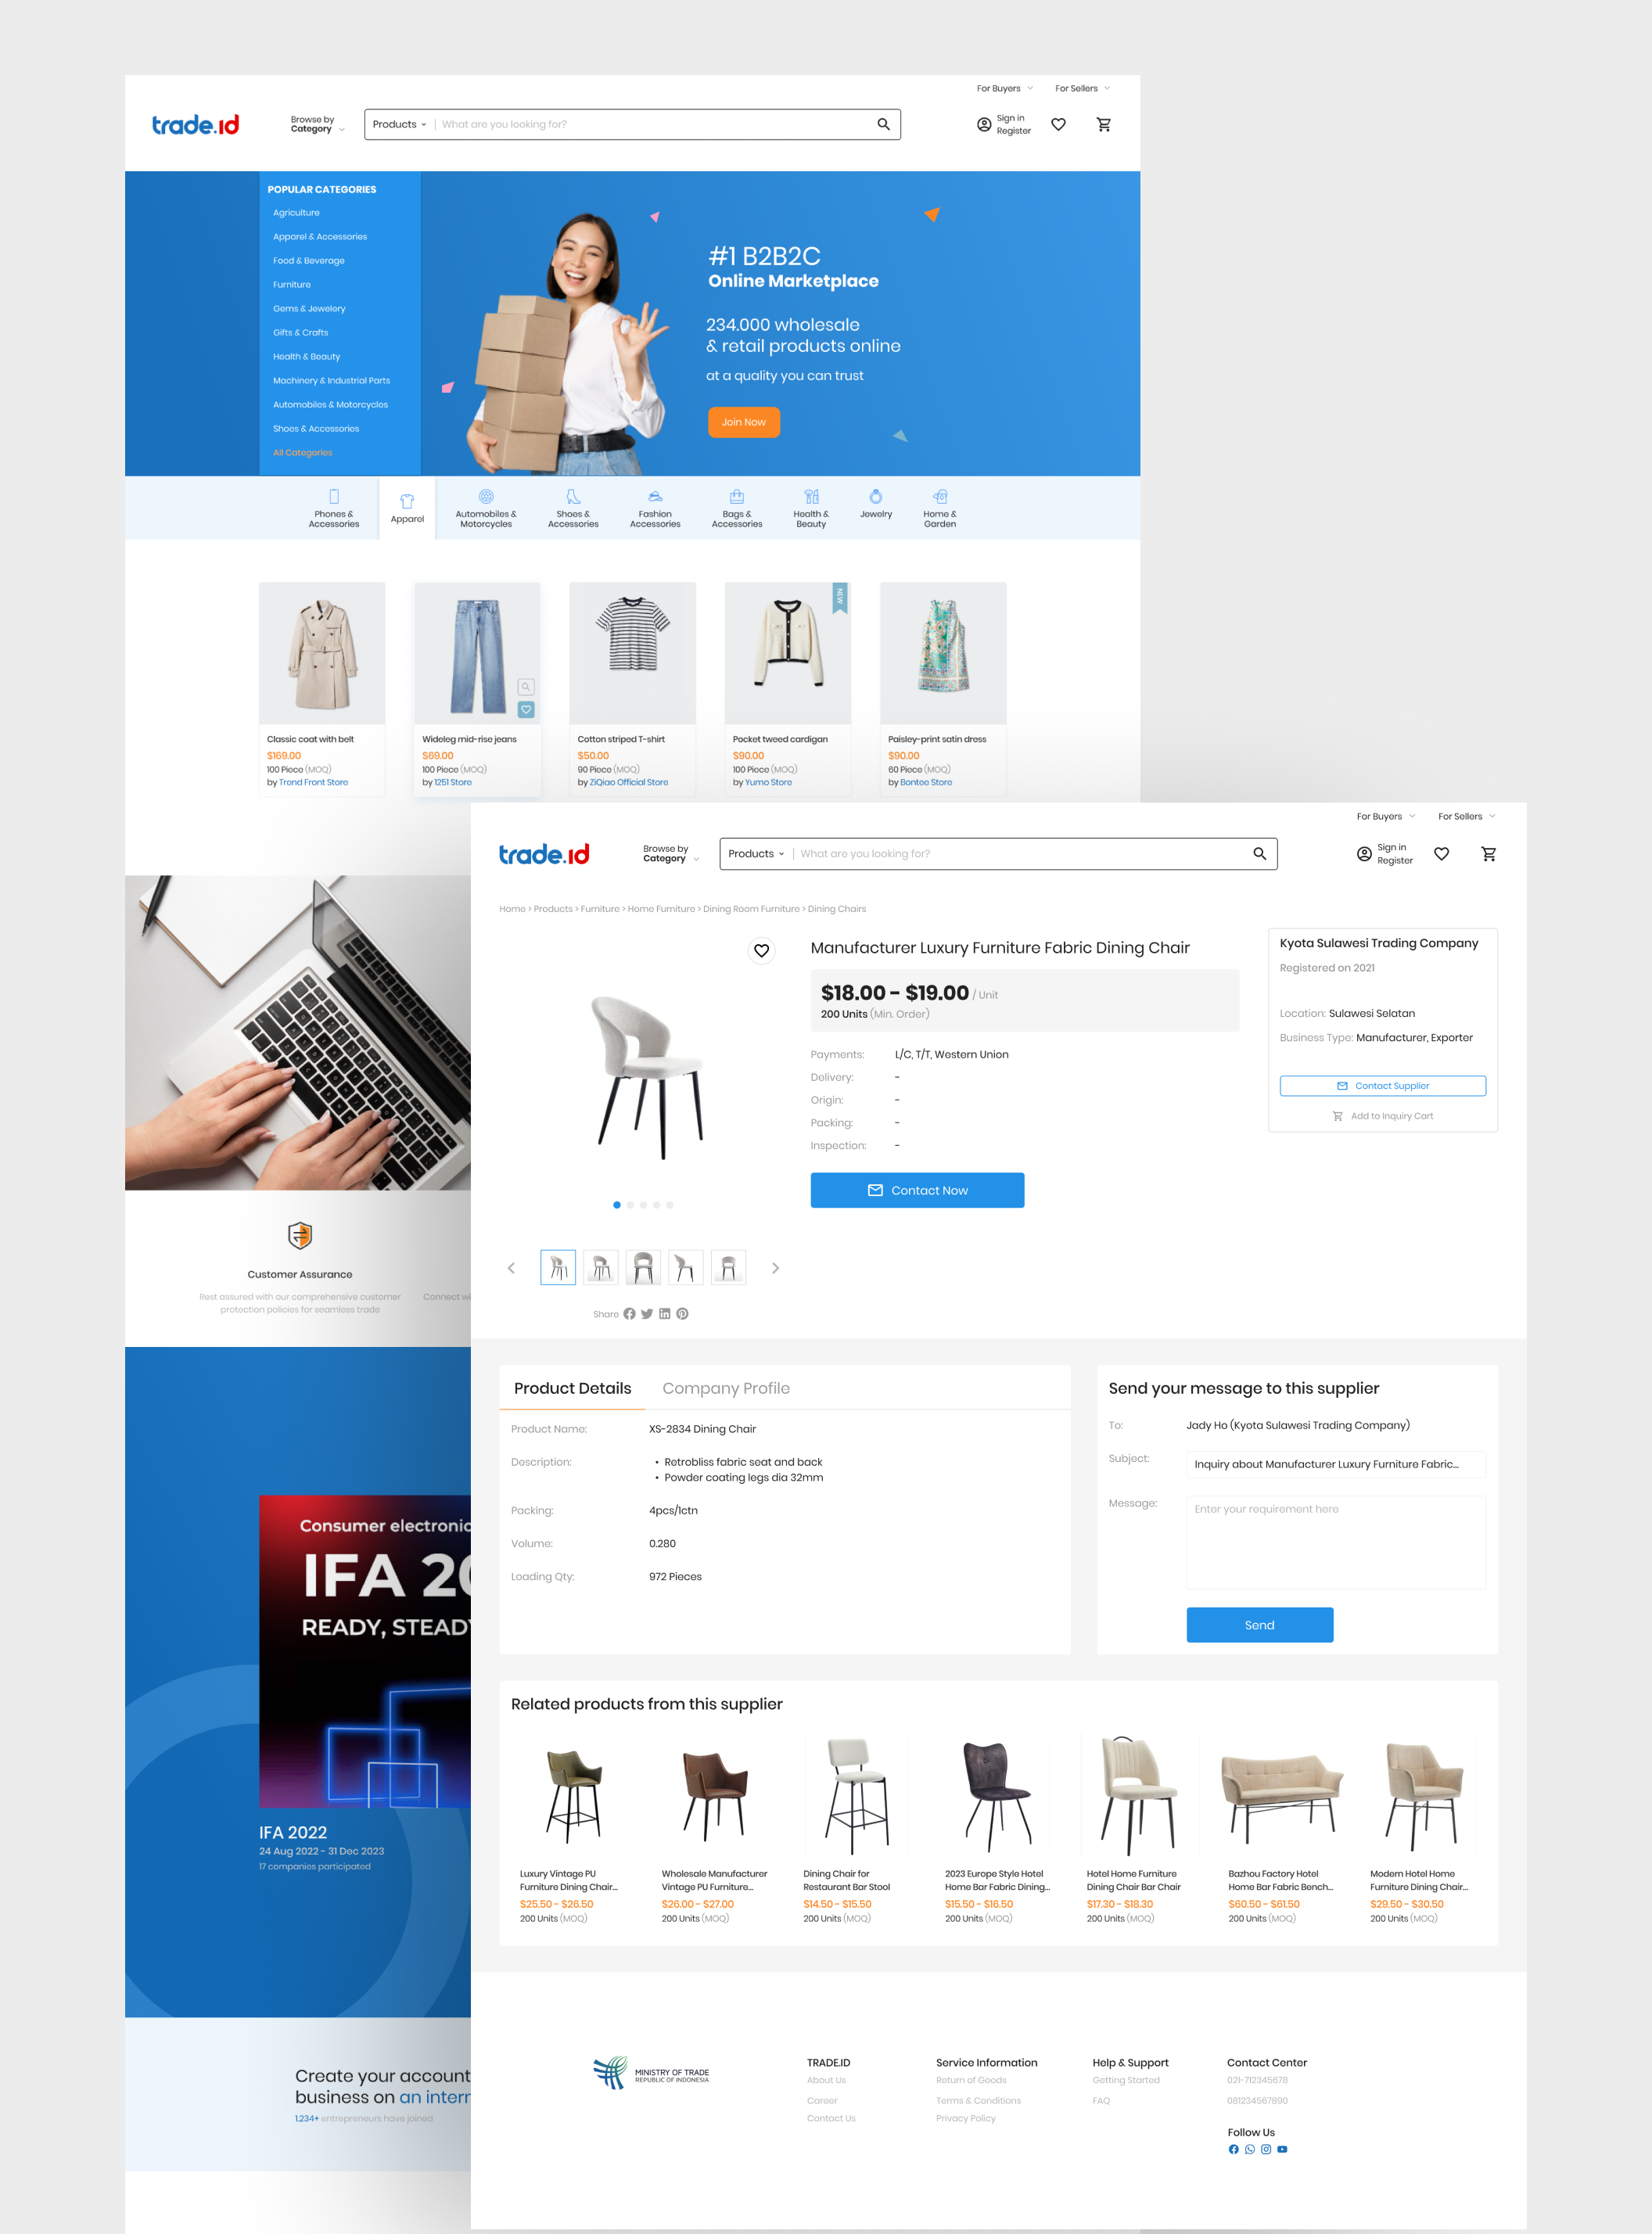 For Buyers
For Sellers
trade.id
Browse by
Category
Products
What are you looking for?
Sign in
Register
POPULAR CATEGORIES
Agriculture
Apparel & Accessories
Food & Beverage
Furniture
Gems & Jewelery
Gifts & Crafts
Health & Beauty
Machinery & Industrial Parts
Automobiles & Motorcycles
Shoes & Accessories
All Categories
#1 B2B2C
Online Marketplace
234.000 wholesale
& retail products online
at a quality you can trust
Join Now
Phones &
Accessories
Apparel
Automobiles &
Motorcycles
Shoes &
Accessories
Fashion
Accessories
Bags &
Accessories
Health &
Beauty
Jewelry
Home &
Garden
Classic coat with belt
$169.00
100 Piece (MOQ)
by Trend Front Store
Wideleg mid-rise jeans
$69.00
100 Piece (MOQ)
by 1251 Store
Cotton striped T-shirt
$50.00
90 Piece (MOQ)
by ZiQiao Official Store
NEW
Pocket tweed cardigan
$90.00
100 Piece (MOQ)
by Yumo Store
Paisley-print satin dress
$90.00
60 Piece (MOQ)
by Bontee Store
Customer Assurance
Rest assured with our comprehensive customer
protection policies for seamless trade
Connect wi
Consumer electronic
IFA 20
READY, STEADY
IFA 2022
24 Aug 2022 - 31 Dec 2023
17 companies participated
Create your account
business on an intern
1.234+ entrepreneurs have joined
For Buyers
For Sellers
trade.id
Browse by
Category
Products
What are you looking for?
Sign in
Register
Home > Products > Furniture > Home Furniture > Dining Room Furniture > Dining Chairs
Manufacturer Luxury Furniture Fabric Dining Chair
$18.00 - $19.00 / Unit
200 Units (Min. Order)
Payments: L/C, T/T, Western Union
Delivery: -
Origin: -
Packing: -
Inspection: -
Contact Now
Kyota Sulawesi Trading Company
Registered on 2021
Location: Sulawesi Selatan
Business Type: Manufacturer, Exporter
Contact Supplier
Add to Inquiry Cart
Share
Product Details
Company Profile
Product Name: XS-2834 Dining Chair
Description: • Retrobliss fabric seat and back
• Powder coating legs dia 32mm
Packing: 4pcs/1ctn
Volume: 0.280
Loading Qty: 972 Pieces
Send your message to this supplier
To: Jady Ho (Kyota Sulawesi Trading Company)
Subject: Inquiry about Manufacturer Luxury Furniture Fabric...
Message: Enter your requirement here
Send
Related products from this supplier
Luxury Vintage PU
Furniture Dining Chair...
$25.50 - $26.50
200 Units (MOQ)
Wholesale Manufacturer
Vintage PU Furniture...
$26.00 - $27.00
200 Units (MOQ)
Dining Chair for
Restaurant Bar Stool
$14.50 - $15.50
200 Units (MOQ)
2023 Europe Style Hotel
Home Bar Fabric Dining...
$15.50 - $16.50
200 Units (MOQ)
Hotel Home Furniture
Dining Chair Bar Chair
$17.30 - $18.30
200 Units (MOQ)
Bazhou Factory Hotel
Home Bar Fabric Bench...
$60.50 - $61.50
200 Units (MOQ)
Modern Hotel Home
Furniture Dining Chair...
$29.50 - $30.50
200 Units (MOQ)
MINISTRY OF TRADE
REPUBLIC OF INDONESIA
TRADE.ID
About Us
Career
Contact Us
Service Information
Return of Goods
Terms & Conditions
Privacy Policy
Help & Support
Getting Started
FAQ
Contact Center
021-712345678
081234567890
Follow Us